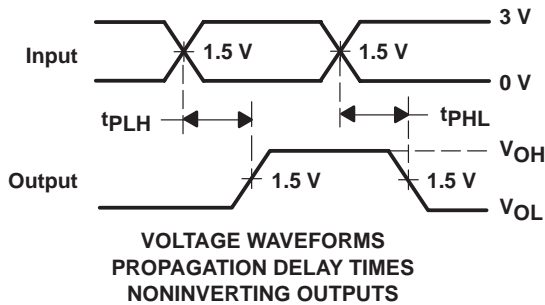 3 V
Input
1.5 V
1.5 V
0 V
tPLH
tPHL
VOH
Output
1.5 V
1.5 V
VOL
VOLTAGE WAVEFORMS
PROPAGATION DELAY TIMES
NONINVERTING OUTPUTS